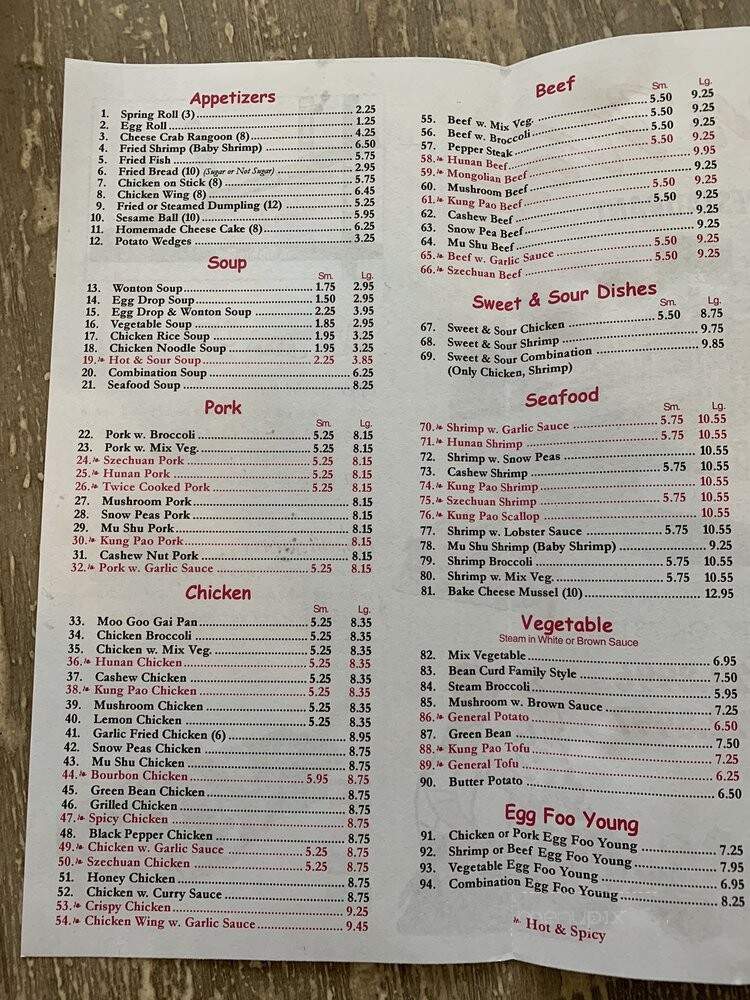 Appetizers
1. Spring Roll (3) 2.25
2. Egg Roll 1.25
3. Cheese Crab Rangoon (8) 4.25
4. Fried Shrimp (Baby Shrimp) 6.50
5. Fried Fish 5.75
6. Fried Bread (10) (Sugar or Not Sugar) 2.95
7. Chicken on Stick (8) 5.75
8. Chicken Wing (8) 6.45
9. Fried or Steamed Dumpling (12) 5.25
10. Sesame Ball (10) 5.95
11. Homemade Cheese Cake (8) 6.25
12. Potato Wedges 3.25
Soup
Sm. Lg.
13. Wonton Soup 1.75 2.95
14. Egg Drop Soup 1.50 2.95
15. Egg Drop & Wonton Soup 2.25 3.95
16. Vegetable Soup 1.85 2.95
17. Chicken Rice Soup 1.95 3.25
18. Chicken Noodle Soup 1.95 3.25
19. Hot & Sour Soup 2.25 3.85
20. Combination Soup 6.25
21. Seafood Soup 8.25
Pork
Sm. Lg.
22. Pork w. Broccoli 5.25 8.15
23. Pork w. Mix Veg. 5.25 8.15
24. Szechuan Pork 5.25 8.15
25. Hunan Pork 5.25 8.15
26. Twice Cooked Pork 5.25 8.15
27. Mushroom Pork 8.15
28. Snow Peas Pork 8.15
29. Mu Shu Pork 8.15
30. Kung Pao Pork 8.15
31. Cashew Nut Pork 8.15
32. Pork w. Garlic Sauce 5.25 8.15
Chicken
Sm. Lg.
33. Moo Goo Gai Pan 5.25 8.35
34. Chicken Broccoli 5.25 8.35
35. Chicken w. Mix Veg. 5.25 8.35
36. Hunan Chicken 5.25 8.35
37. Cashew Chicken 5.25 8.35
38. Kung Pao Chicken 5.25 8.35
39. Mushroom Chicken 5.25 8.35
40. Lemon Chicken 5.25 8.35
41. Garlic Fried Chicken (6) 8.95
42. Snow Peas Chicken 8.75
43. Mu Shu Chicken 8.75
44. Bourbon Chicken 5.95 8.75
45. Green Bean Chicken 8.75
46. Grilled Chicken 8.75
47. Spicy Chicken 8.75
48. Black Pepper Chicken 8.75
49. Chicken w. Garlic Sauce 5.25 8.75
50. Szechuan Chicken 5.25 8.75
51. Honey Chicken 8.75
52. Chicken w. Curry Sauce 8.75
53. Crispy Chicken 9.25
54. Chicken Wing w. Garlic Sauce 9.45
Beef
Sm. Lg.
55. Beef w. Mix Veg. 5.50 9.25
56. Beef w. Broccoli 5.50 9.25
57. Pepper Steak 5.50 9.25
58. Hunan Beef 5.50 9.25
59. Mongolian Beef 9.95
60. Mushroom Beef 9.25
61. Kung Pao Beef 5.50 9.25
62. Cashew Beef 5.50 9.25
63. Snow Pea Beef 9.25
64. Mu Shu Beef 9.25
65. Beef w. Garlic Sauce 5.50 9.25
66. Szechuan Beef 5.50 9.25
Sweet & Sour Dishes
Sm. Lg.
67. Sweet & Sour Chicken 5.50 8.75
68. Sweet & Sour Shrimp 9.75
69. Sweet & Sour Combination 9.85
(Only Chicken, Shrimp)
Seafood
Sm. Lg.
70. Shrimp w. Garlic Sauce 5.75 10.55
71. Hunan Shrimp 5.75 10.55
72. Shrimp w. Snow Peas 10.55
73. Cashew Shrimp 5.75 10.55
74. Kung Pao Shrimp 10.55
75. Szechuan Shrimp 5.75 10.55
76. Kung Pao Scallop 10.55
77. Shrimp w. Lobster Sauce 5.75 10.55
78. Mu Shu Shrimp (Baby Shrimp) 9.25
79. Shrimp Broccoli 5.75 10.55
80. Shrimp w. Mix Veg. 5.75 10.55
81. Bake Cheese Mussel (10) 12.95
Vegetable
Steam in White or Brown Sauce
82. Mix Vegetable 6.95
83. Bean Curd Family Style 7.50
84. Steam Broccoli 5.95
85. Mushroom w. Brown Sauce 7.25
86. General Potato 6.50
87. Green Bean 7.50
88. Kung Pao Tofu 7.25
89. General Tofu 6.25
90. Butter Potato 6.50
Egg Foo Young
91. Chicken or Pork Egg Foo Young 7.25
92. Shrimp or Beef Egg Foo Young 7.95
93. Vegetable Egg Foo Young 6.95
94. Combination Egg Foo Young 8.25
Hot & Spicy